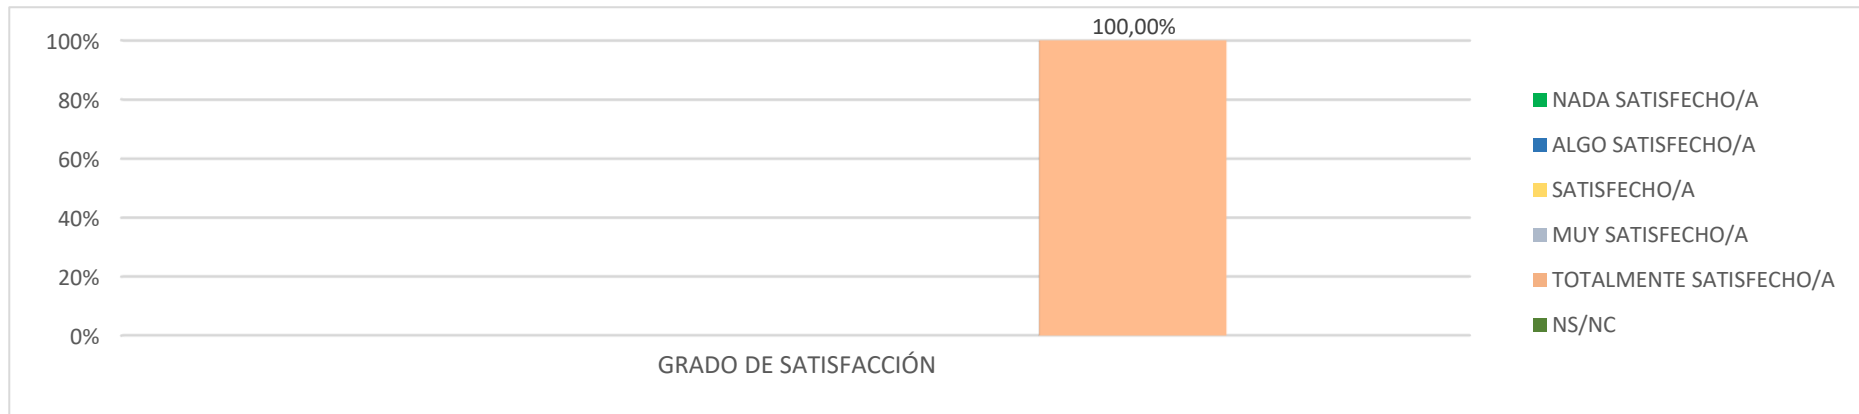 100,00%
100%
80%
60%
40%
20%
0%
GRADO DE SATISFACCIÓN
NADA SATISFECHO/A
ALGO SATISFECHO/A
SATISFECHO/A
MUY SATISFECHO/A
TOTALMENTE SATISFECHO/A
NS/NC